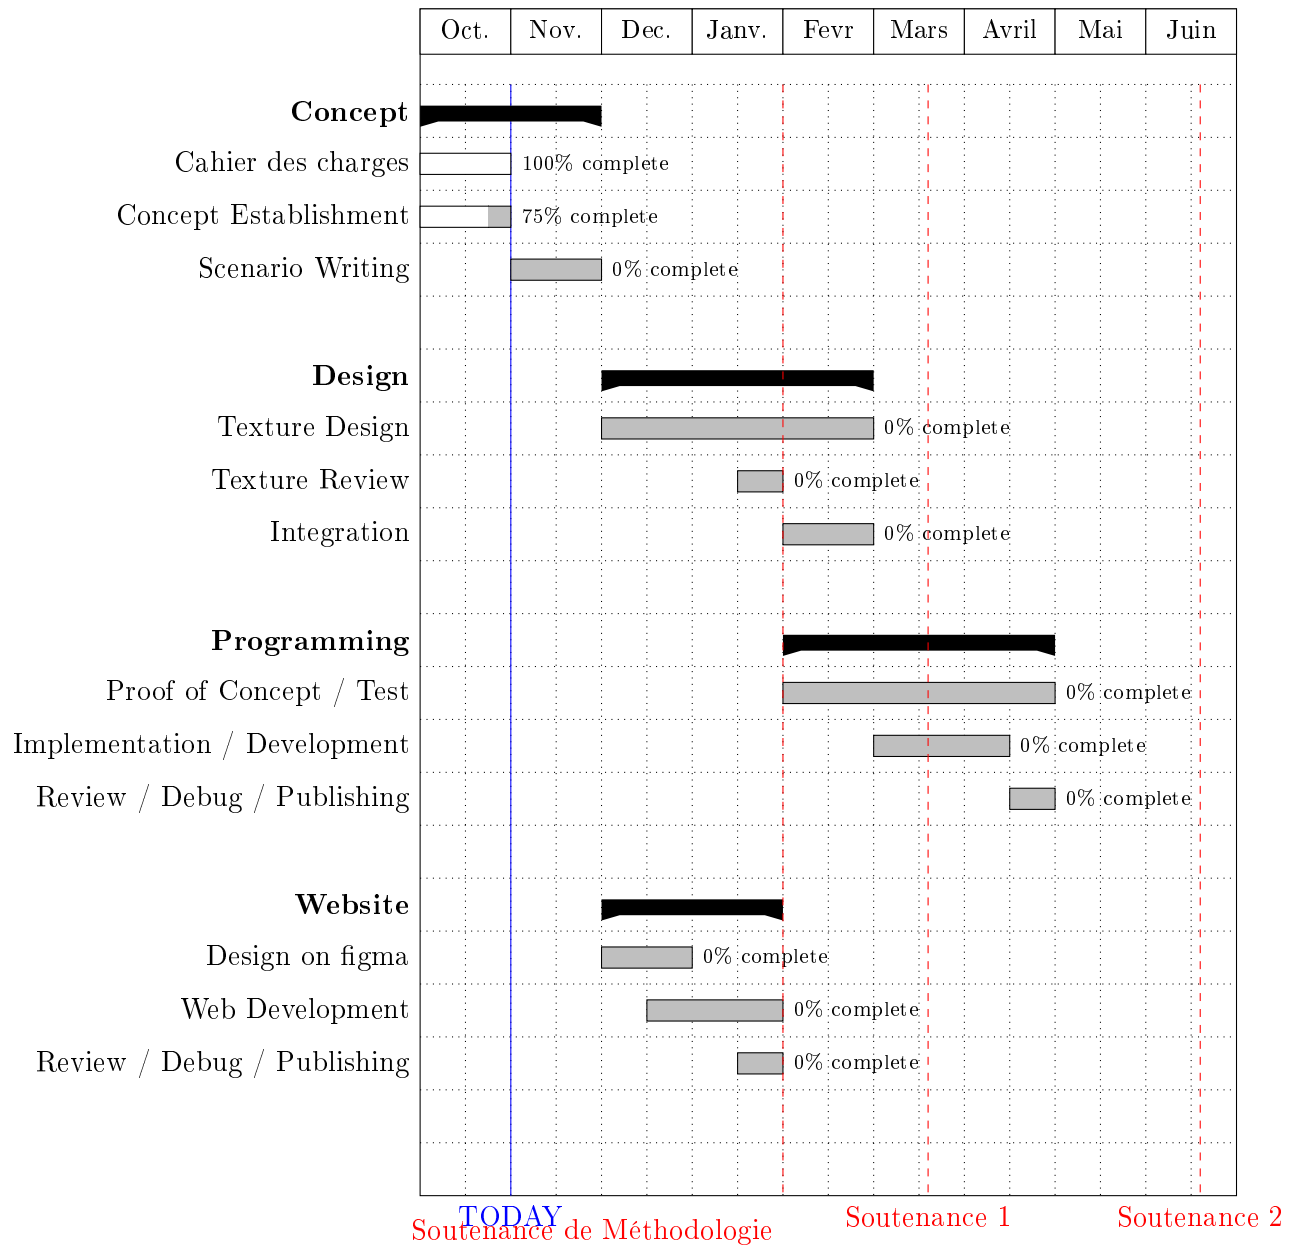 Oct. Nov. Dec. Janv. Fevr Mars Avril Mai Juin
Concept
Cahier des charges 100% complete
Concept Establishment 75% complete
Scenario Writing 0% complete
Design
Texture Design 0% complete
Texture Review 0% complete
Integration 0% complete
Programming
Proof of Concept / Test 0% complete
Implementation / Development 0% complete
Review / Debug / Publishing 0% complete
Website
Design on figma 0% complete
Web Development 0% complete
Review / Debug / Publishing 0% complete
TODAY Soutenance 1 Soutenance 2
Soutenance de Méthodologie